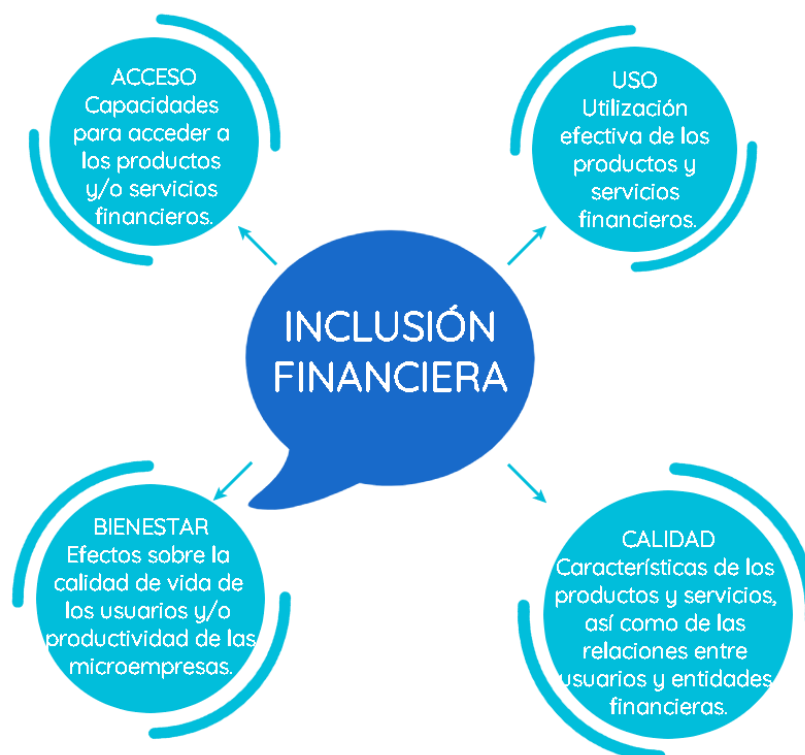 ACCESO
Capacidades
para acceder a
los productos
y/o servicios
financieros.
USO
Utilización
efectiva de los
productos y
servicios
financieros.
INCLUSIÓN
FINANCIERA
BIENESTAR
Efectos sobre la
calidad de vida de
los usuarios y/o
productividad de las
microempresas.
CALIDAD
Características de los
productos y servicios,
así como de las
relaciones entre
usuarios y entidades
financieras.